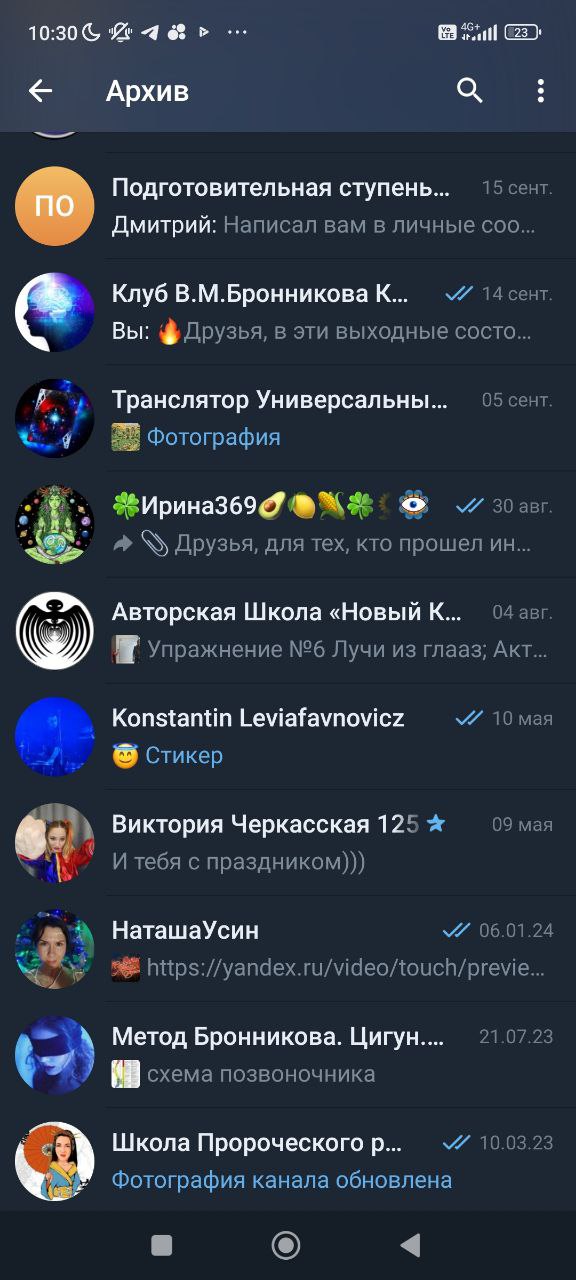 10:30
Vo LTE 4G+ 23
Архив
ПО
Подготовительная ступень… 15 сент.
Дмитрий: Написал вам в личные соо…
Клуб В.М.Бронникова К… 14 сент.
Вы: 🔥Друзья, в эти выходные состо…
Транслятор Универсальны… 05 сент.
Фотография
🍀Ирина369🥑🍋🌽🍀 30 авг.
Друзья, для тех, кто прошел ин…
Авторская Школа «Новый К… 04 авг.
Упражнение №6 Лучи из глааз; Акт…
Konstantin Leviafavnovicz 10 мая
😇 Стикер
Виктория Черкасская 125 09 мая
И тебя с праздником)))
НаташаУсин 06.01.24
https://yandex.ru/video/touch/previe…
Метод Бронникова. Цигун.… 21.07.23
схема позвоночника
Школа Пророческого р… 10.03.23
Фотография канала обновлена